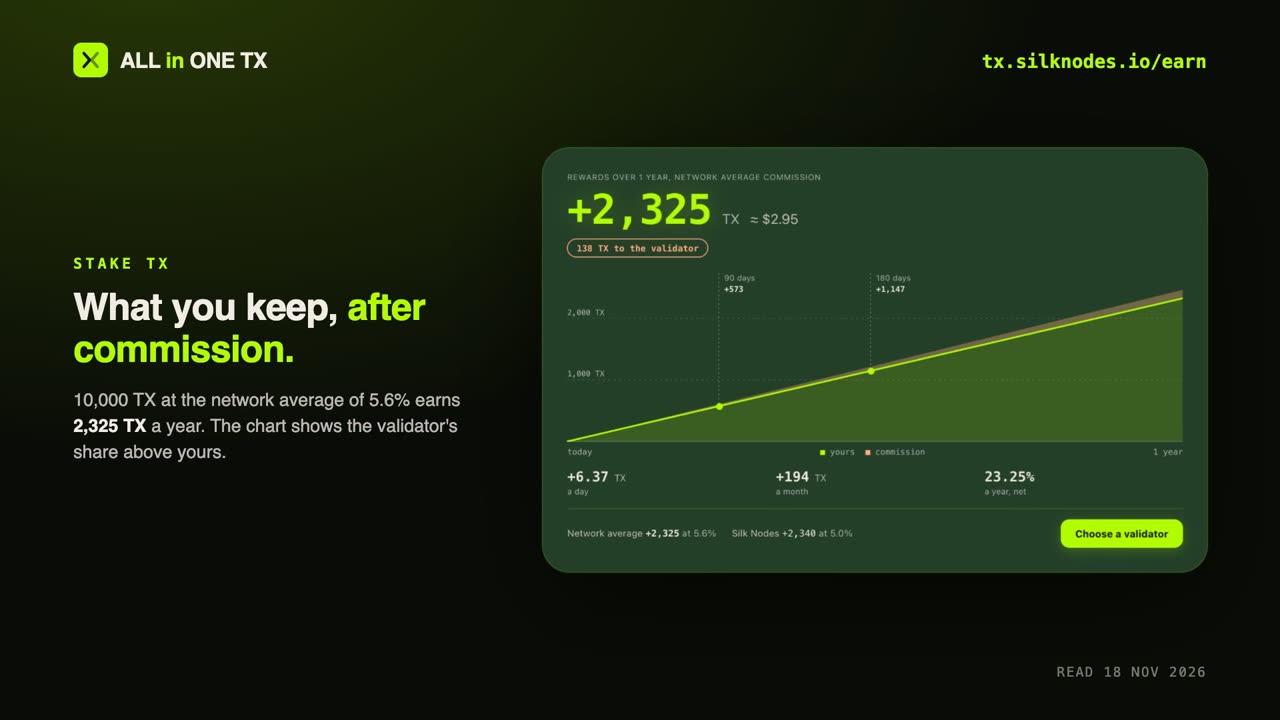 ALL in ONE TX
tx.silknodes.io/earn
STAKE TX
What you keep, after
commission.
10,000 TX at the network average of 5.6% earns
2,325 TX a year. The chart shows the validator's
share above yours.
REWARDS OVER 1 YEAR, NETWORK AVERAGE COMMISSION
+2,325 TX ≈ $2.95
138 TX to the validator
90 days
+573
180 days
+1,147
2,000 TX
1,000 TX
today
yours
commission
1 year
+6.37 TX
a day
+194 TX
a month
23.25%
a year, net
Network average +2,325 at 5.6%
Silk Nodes +2,340 at 5.0%
Choose a validator
READ 18 NOV 2026